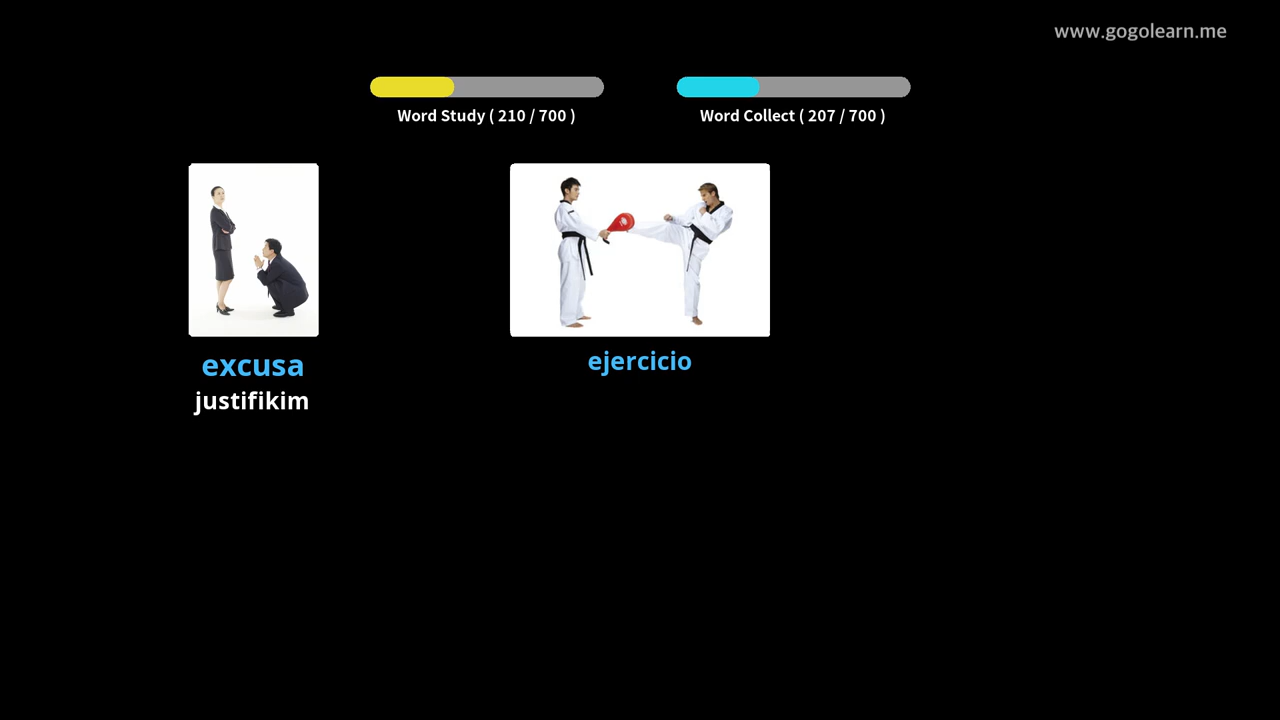 www.gogolearn.me
Word Study ( 210 / 700 )
Word Collect ( 207 / 700 )
excusa
justifikim
ejercicio